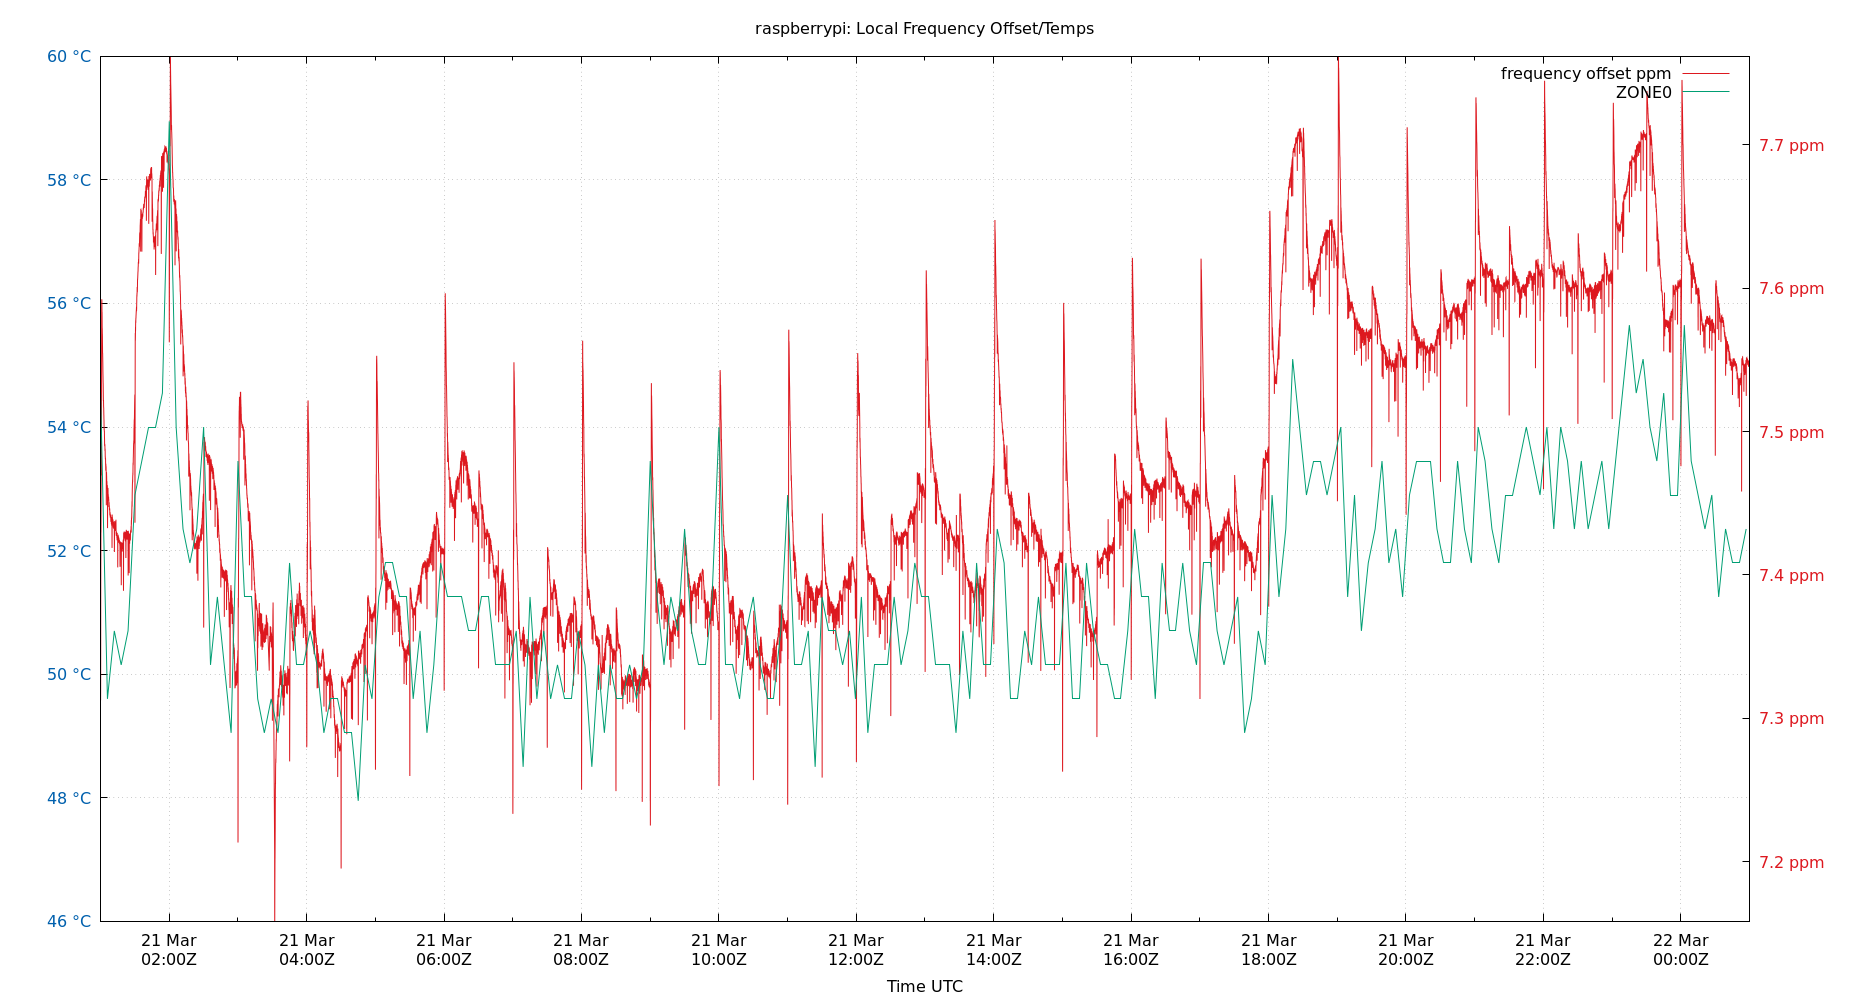 raspberrypi: Local Frequency Offset/Temps
60 °C
58 °C
56 °C
54 °C
52 °C
50 °C
48 °C
46 °C
frequency offset ppm
ZONE0
7.7 ppm
7.6 ppm
7.5 ppm
7.4 ppm
7.3 ppm
7.2 ppm
21 Mar
02:00Z
21 Mar
04:00Z
21 Mar
06:00Z
21 Mar
08:00Z
21 Mar
10:00Z
21 Mar
12:00Z
21 Mar
14:00Z
21 Mar
16:00Z
21 Mar
18:00Z
21 Mar
20:00Z
21 Mar
22:00Z
22 Mar
00:00Z
Time UTC